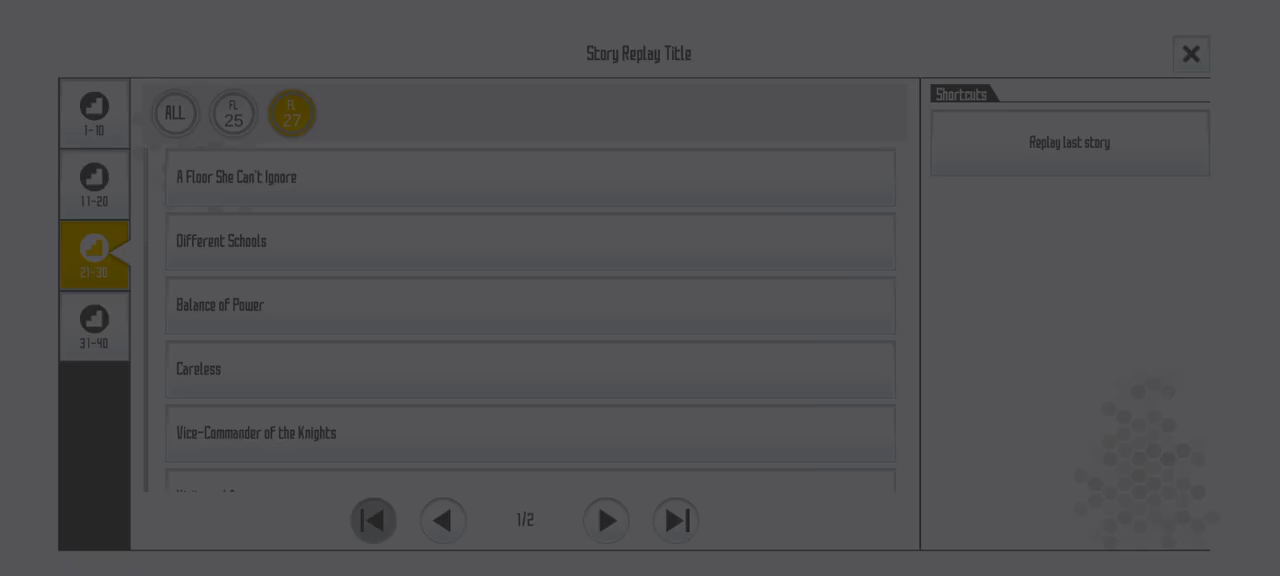 Story Replay Title
1-10
11-20
21-30
31-40
ALL
FL
25
FL
27
A Floor She Can't Ignore
Different Schools
Balance of Power
Careless
Vice-Commander of the Knights
1/2
Shortcuts
Replay last story